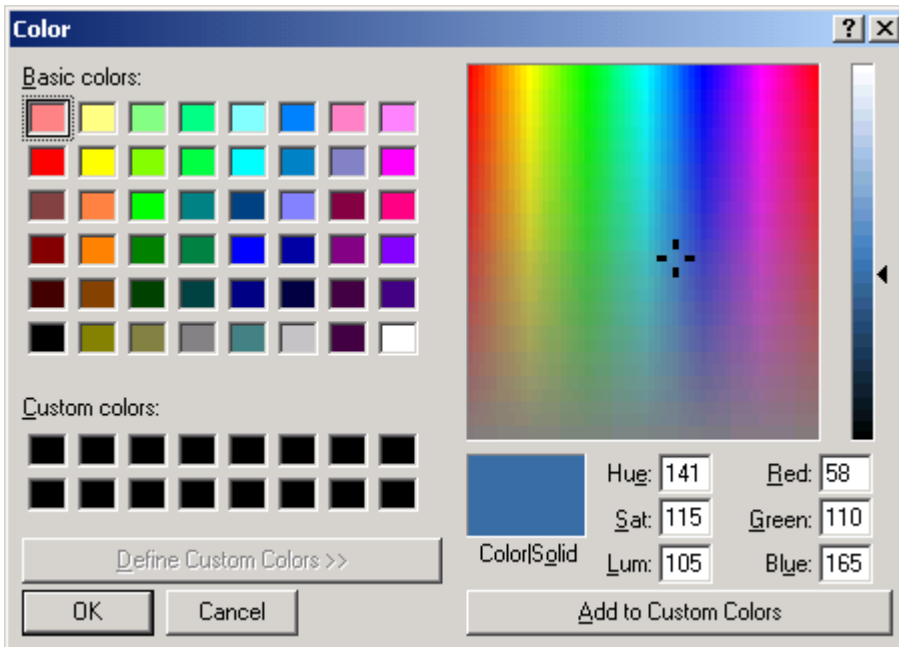 Color
Basic colors:
Custom colors:
Define Custom Colors >>
OK Cancel
Color|Solid
Hue: 141 Red: 58
Sat: 115 Green: 110
Lum: 105 Blue: 165
Add to Custom Colors